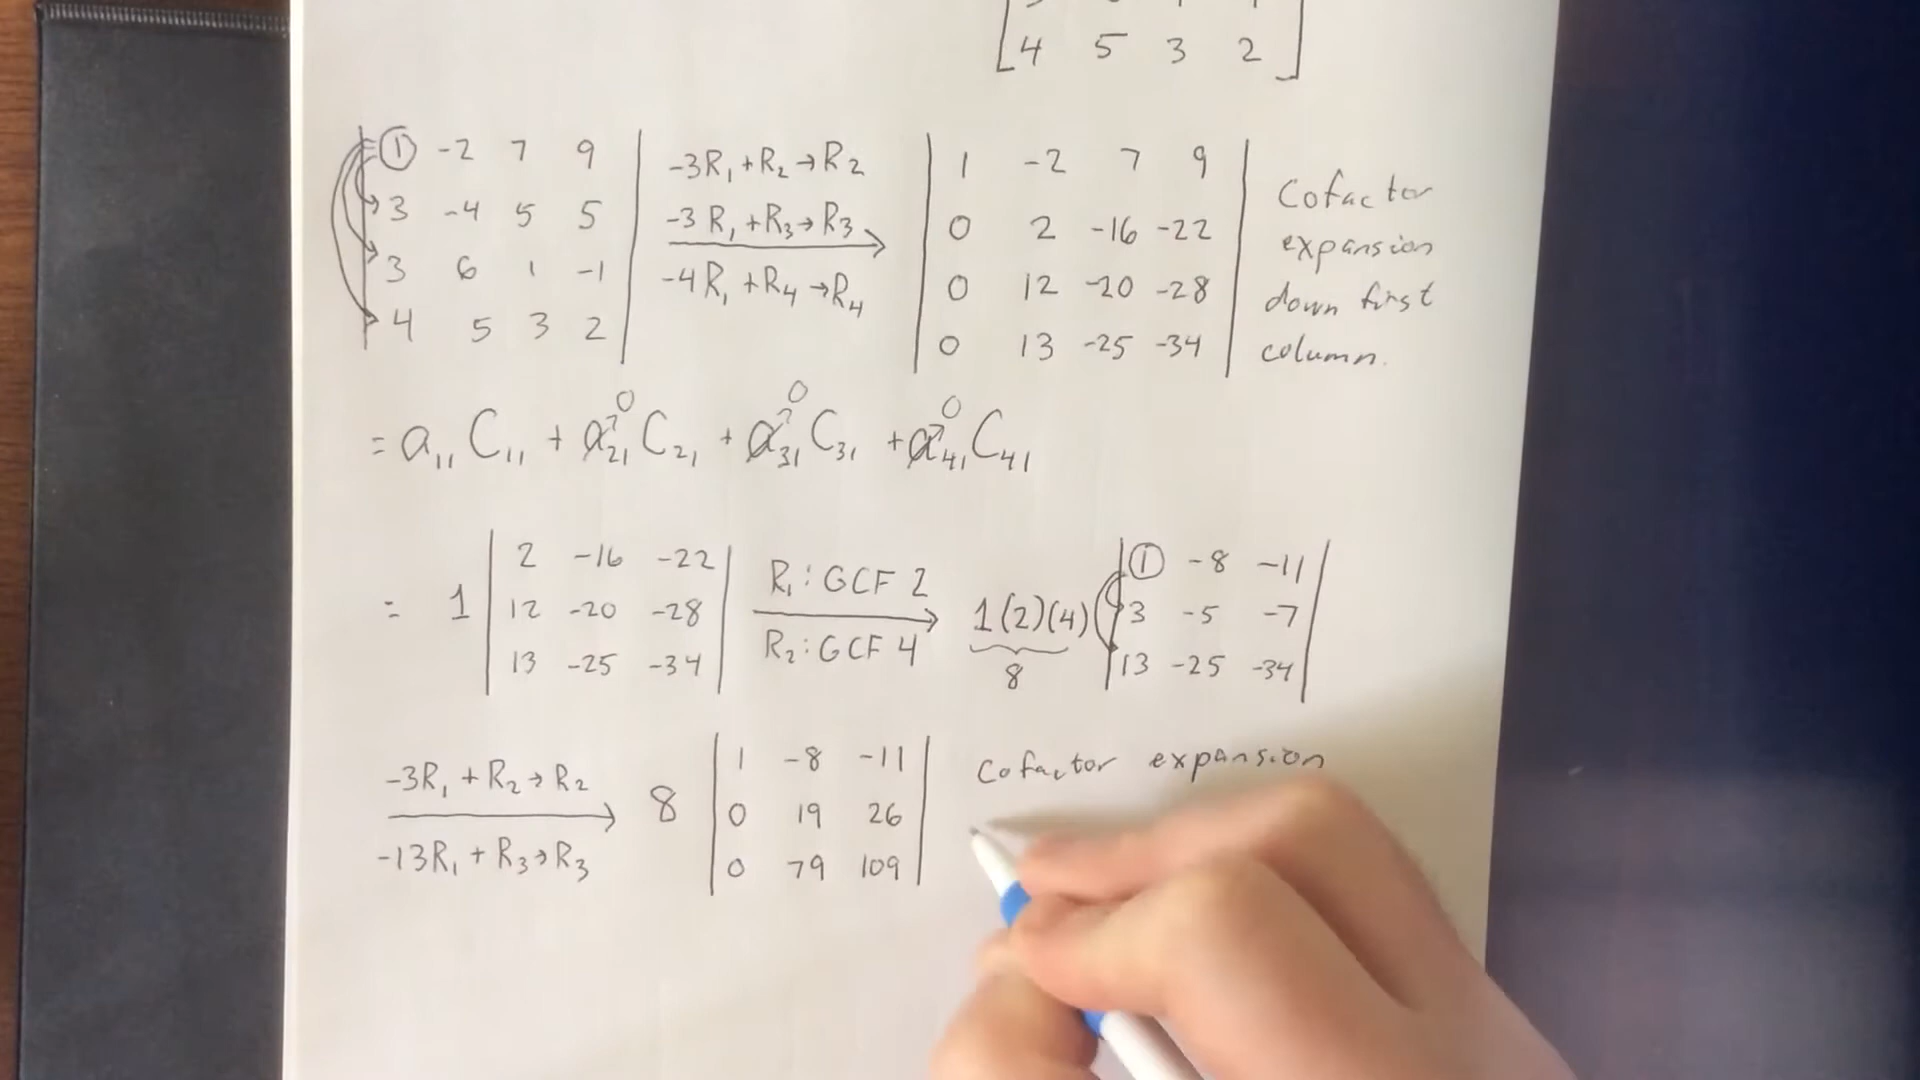 4 5 3 2
1 -2 7 9
3 -4 5 5
3 6 1 -1
4 5 3 2
-3R₁ + R₂ → R₂
-3R₁ + R₃ → R₃
-4R₁ + R₄ → R₄
1 -2 7 9
0 2 -16 -22
0 12 -20 -28
0 13 -25 -34
Cofactor
expansion
down first
column.
= a₁₁ C₁₁ + a₂₁ 0 C₂₁ + a₃₁ 0 C₃₁ + a₄₁ 0 C₄₁
= 1
2 -16 -22
12 -20 -28
13 -25 -34
R₁ : GCF 2
R₂ : GCF 4
1(2)(4)
8
1 -8 -11
3 -5 -7
13 -25 -34
-3R₁ + R₂ → R₂
-13R₁ + R₃ → R₃
8
1 -8 -11
0 19 26
0 79 109
Cofactor expansion